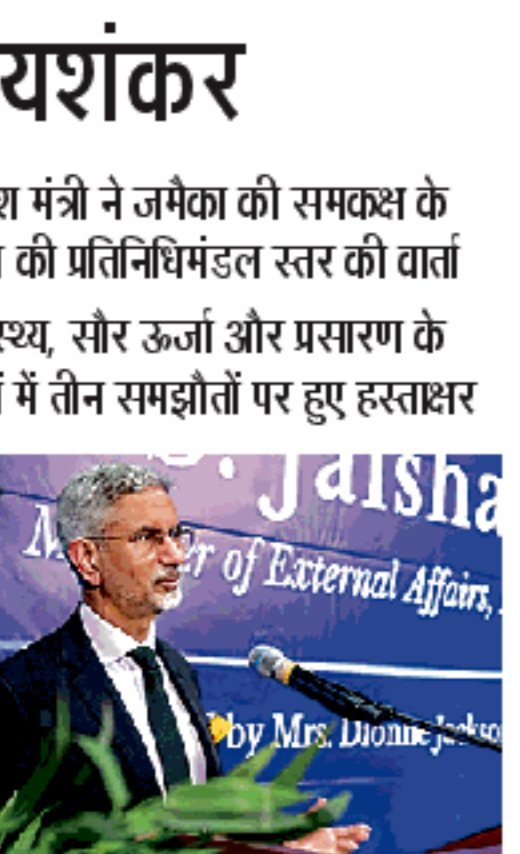 यशंकर
श मंत्री ने जमैका की समकक्ष के
की प्रतिनिधिमंडल स्तर की वार्ता
स्थ्य, सौर ऊर्जा और प्रसारण के
में तीन समझौतों पर हुए हस्ताक्षर
S. Jaisha
of External Affairs,
by Mrs. Dionne Jackso